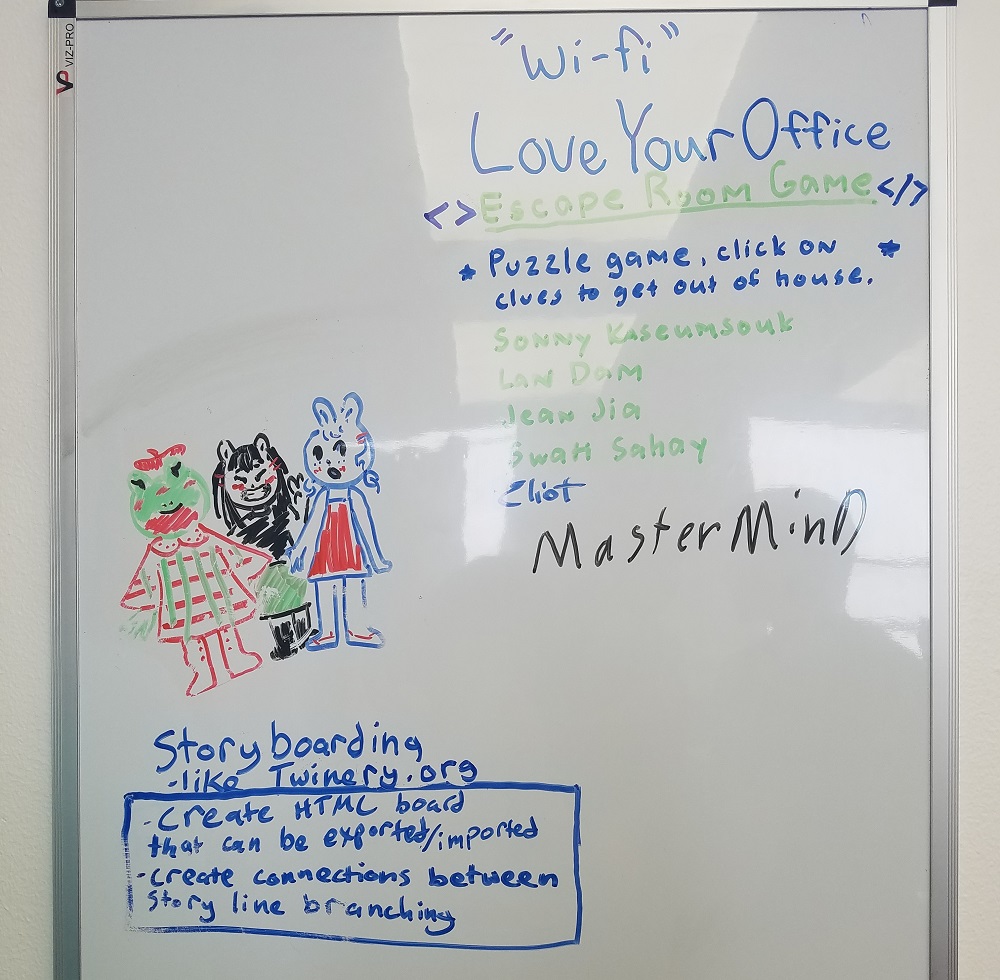 VIZ-PRO
"Wi-fi"
Love Your Office
<> Escape Room Game </>
* Puzzle game, click on *
clues to get out of house.
Sonny Kaseumsouk
Lan Dam
Jean Jia
Swati Sahay
Eliot
MasterMinD
Story boarding
-like Twinery.org
-create HTML board
that can be exported/imported
-create connections between
story line branching